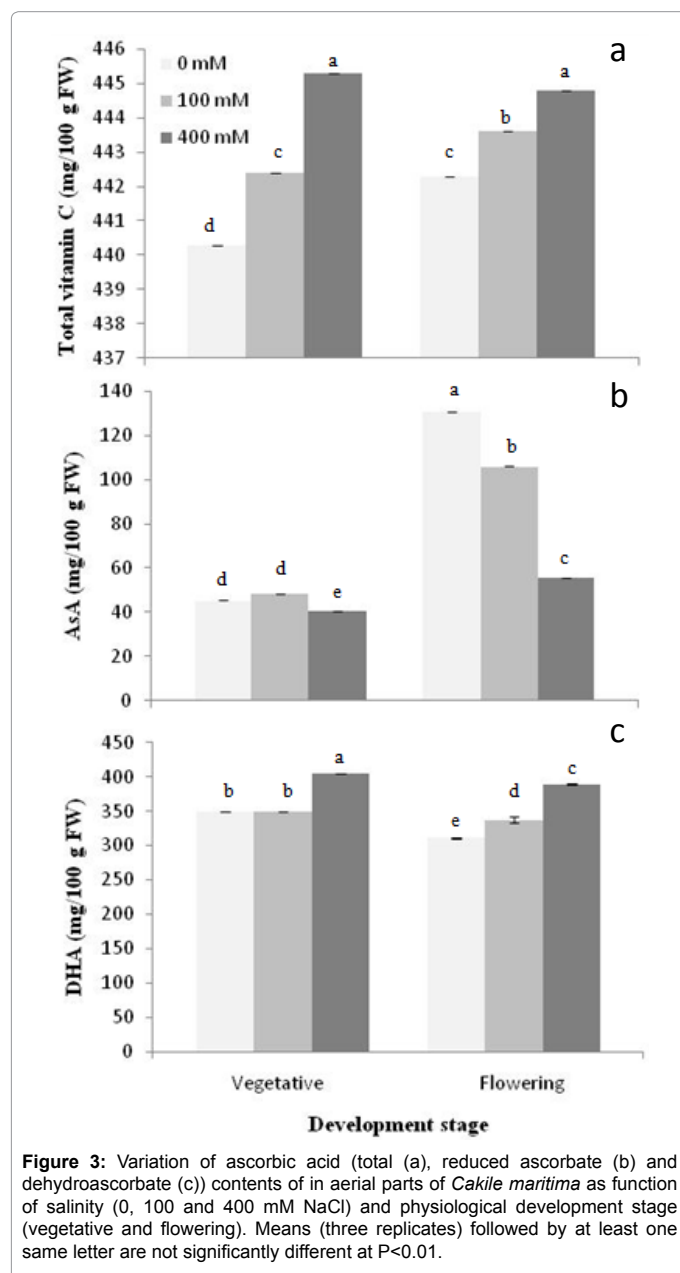 a
446
445
444
443
442
441
440
439
438
437
Total vitamin C (mg/100 g FW)
0 mM
100 mM
400 mM
d
c
a
c
b
a
b
140
120
100
80
60
40
20
0
AsA (mg/100 g FW)
d
d
e
a
b
c
c
450
400
350
300
250
200
150
100
50
0
DHA (mg/100 g FW)
b
b
a
e
d
c
Vegetative
Flowering
Development stage
Figure 3: Variation of ascorbic acid (total (a), reduced ascorbate (b) and
dehydroascorbate (c)) contents of in aerial parts of Cakile maritima as function
of salinity (0, 100 and 400 mM NaCl) and physiological development stage
(vegetative and flowering). Means (three replicates) followed by at least one
same letter are not significantly different at P<0.01.